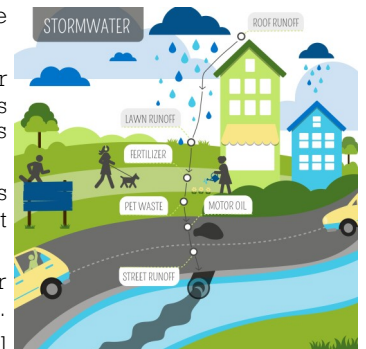 STORMWATER
ROOF RUNOFF
LAWN RUNOFF
FERTILIZER
PET WASTE
MOTOR OIL
STREET RUNOFF